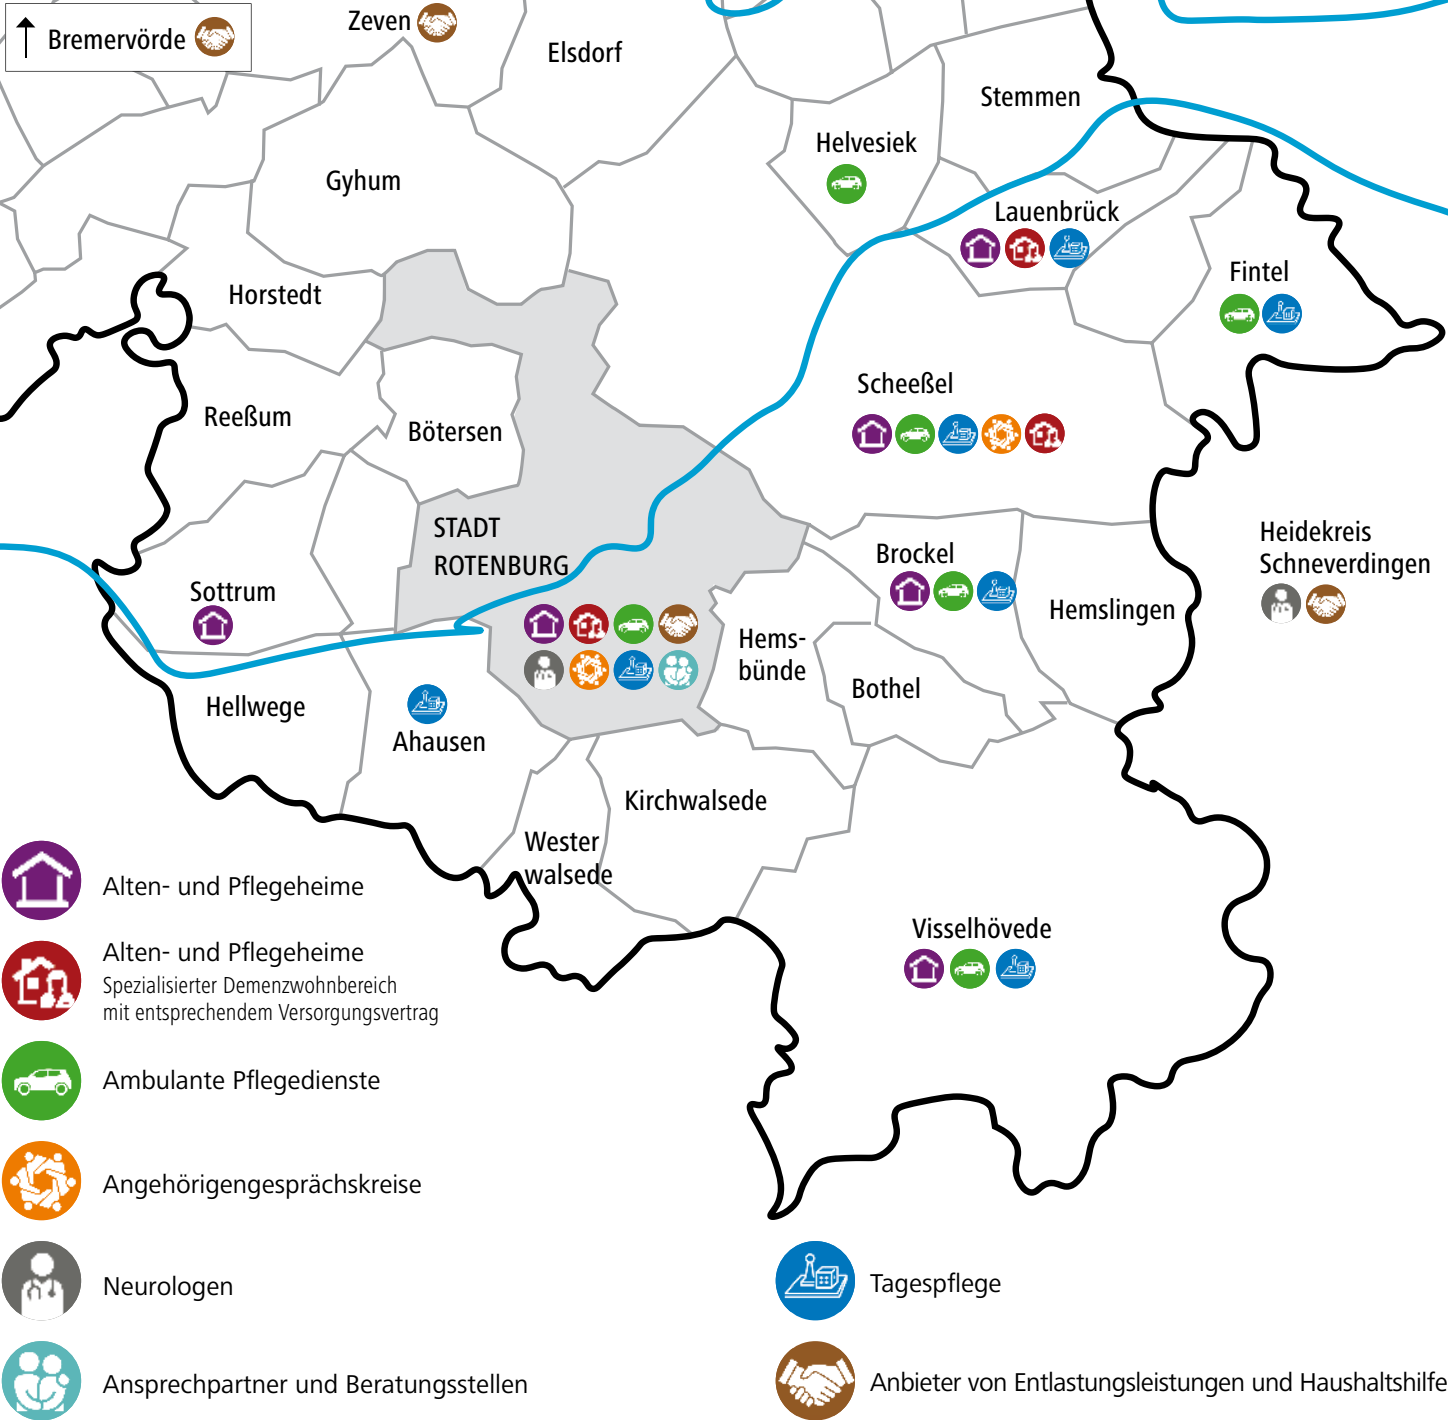 Bremervörde
Zeven
Elsdorf
Stemmen
Helvesiek
Gyhum
Lauenbrück
Fintel
Horstedt
Scheeßel
Reeßum
Bötersen
STADT
ROTENBURG
Heidekreis
Schneverdingen
Brockel
Sottrum
Hemslingen
Hems-
bünde
Bothel
Hellwege
Ahausen
Kirchwalsede
Wester
walsede
Visselhövede
Alten- und Pflegeheime
Alten- und Pflegeheime
Spezialisierter Demenzwohnbereich
mit entsprechendem Versorgungsvertrag
Ambulante Pflegedienste
Angehörigengesprächskreise
Neurologen
Ansprechpartner und Beratungsstellen
Tagespflege
Anbieter von Entlastungsleistungen und Haushaltshilfe